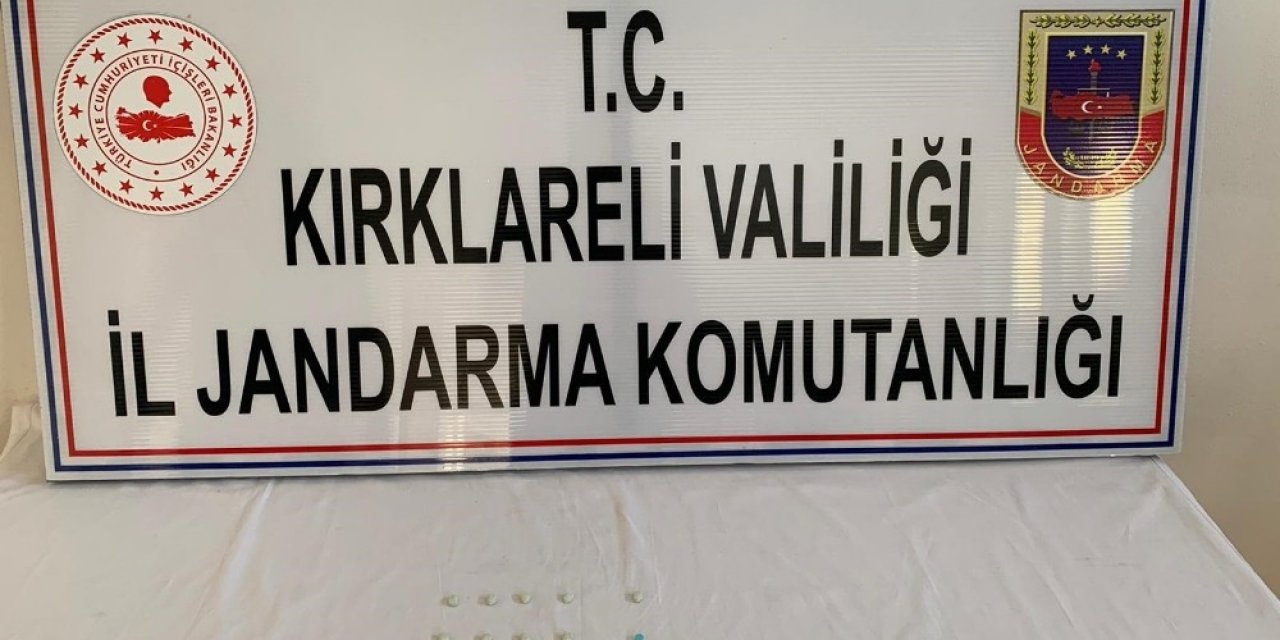 T.C.
KIRKLARELİ VALİLİĞİ
İL JANDARMA KOMUTANLIĞI
TÜRKİYE CUMHURİYETİ İÇİŞLERİ BAKANLIĞI
JANDARMA